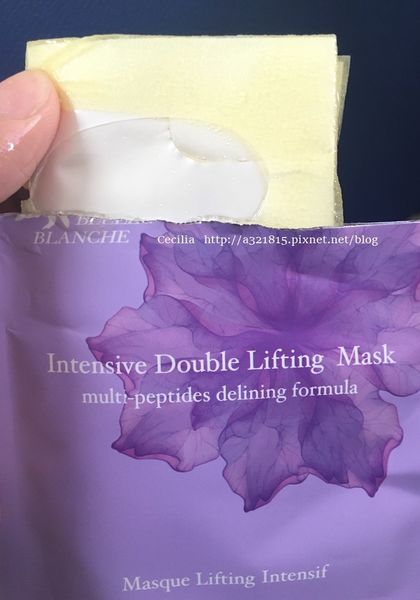 BLANCHE
Cecilia http://a321815.pixnet.net/blog
Intensive Double Lifting Mask
multi-peptides delining formula
Masque Lifting Intensif